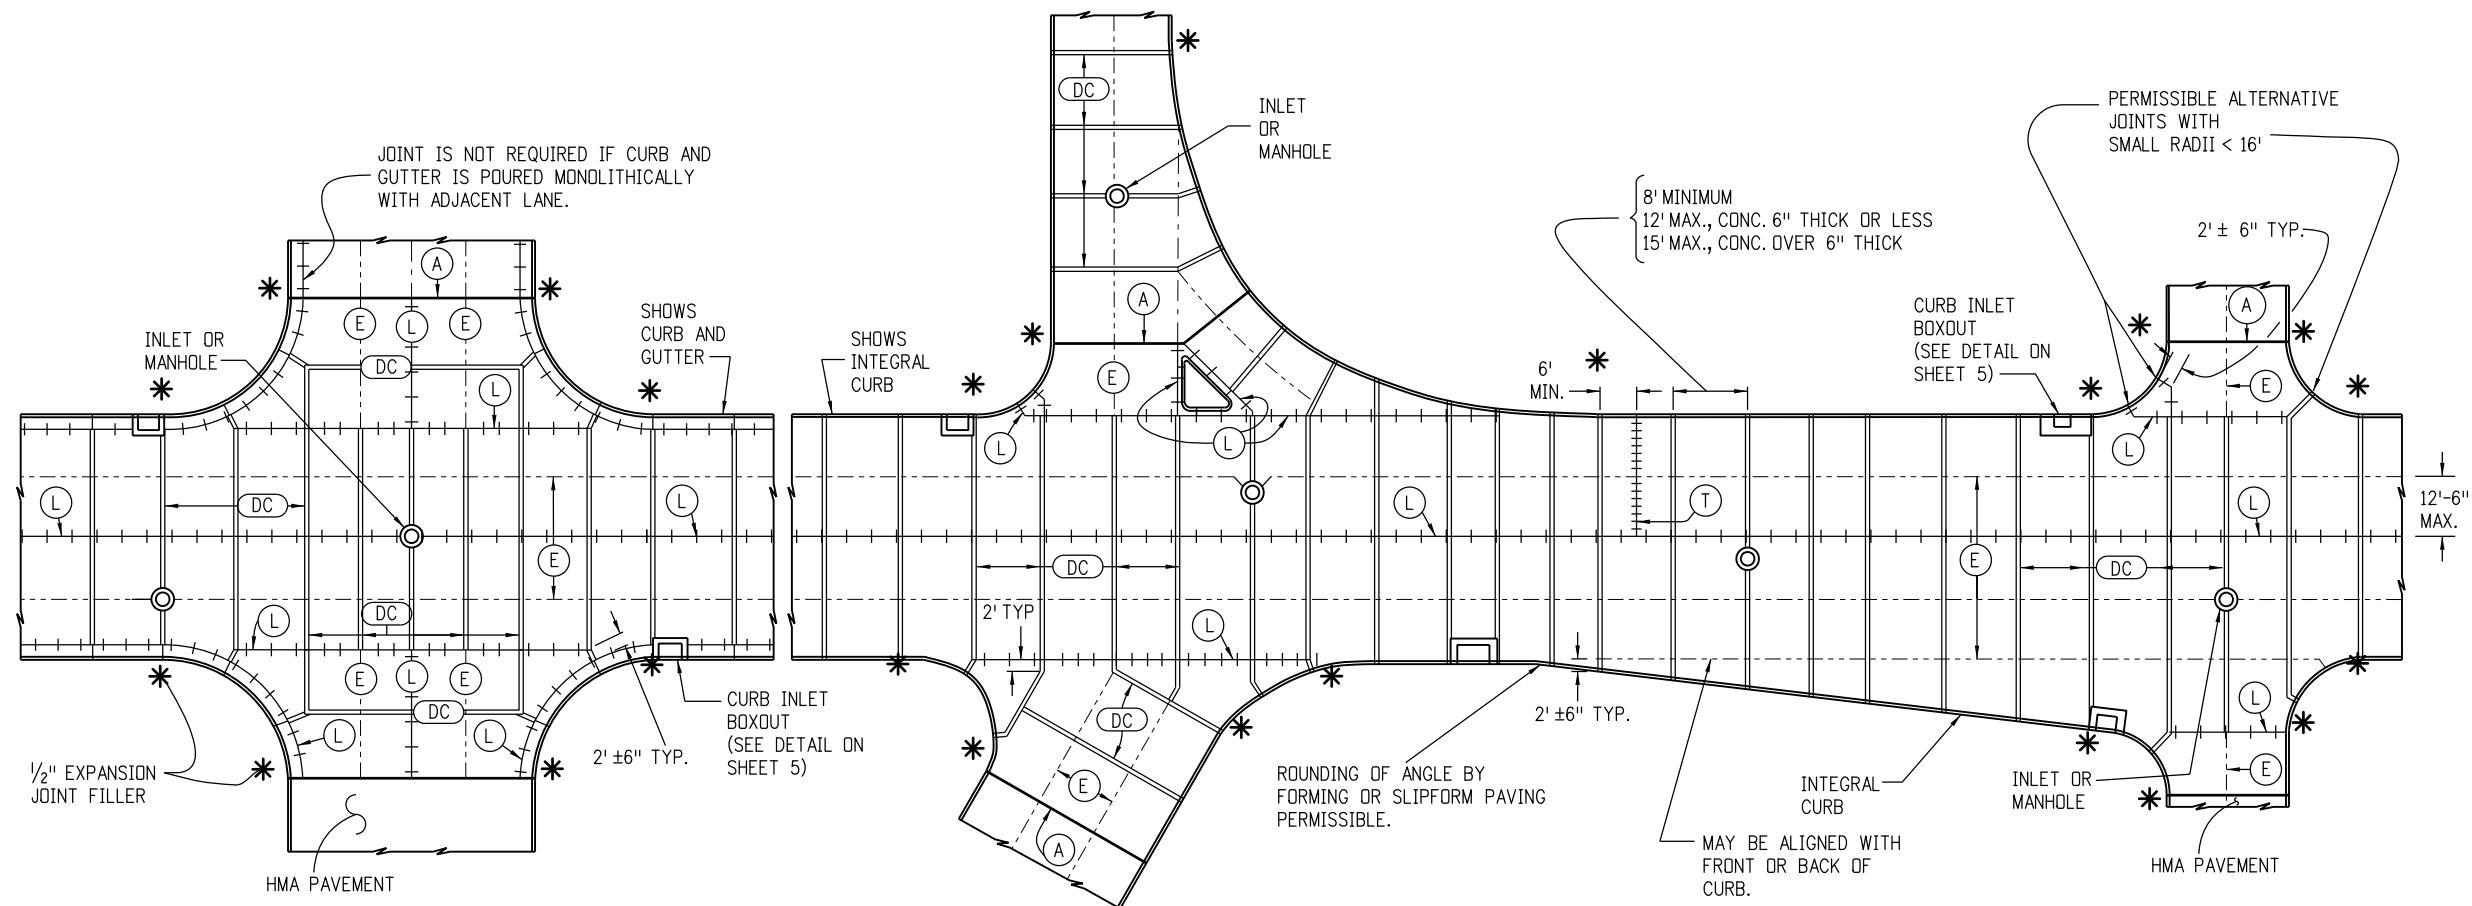 JOINT IS NOT REQUIRED IF CURB AND
GUTTER IS POURED MONOLITHICALLY
WITH ADJACENT LANE.
A
E
L
E
INLET OR
MANHOLE
DC
SHOWS
CURB AND
GUTTER
L
L
DC
L
E
DC
L
E
L
E
DC
L
L
1/2" EXPANSION
JOINT FILLER
HMA PAVEMENT
2' ±6" TYP.
CURB INLET
BOXOUT
(SEE DETAIL ON
SHEET 5)
DC
INLET
OR
MANHOLE
A
SHOWS
INTEGRAL
CURB
E
L
L
L
DC
2' TYP
L
DC
E
A
8' MINIMUM
12' MAX., CONC. 6" THICK OR LESS
15' MAX., CONC. OVER 6" THICK
6'
MIN.
T
E
2' ±6" TYP.
ROUNDING OF ANGLE BY
FORMING OR SLIPFORM PAVING
PERMISSIBLE.
MAY BE ALIGNED WITH
FRONT OR BACK OF
CURB.
INTEGRAL
CURB
PERMISSIBLE ALTERNATIVE
JOINTS WITH
SMALL RADII < 16'
2' ± 6" TYP.
CURB INLET
BOXOUT
(SEE DETAIL ON
SHEET 5)
A
E
L
L
12'-6"
MAX.
DC
L
E
INLET OR
MANHOLE
HMA PAVEMENT